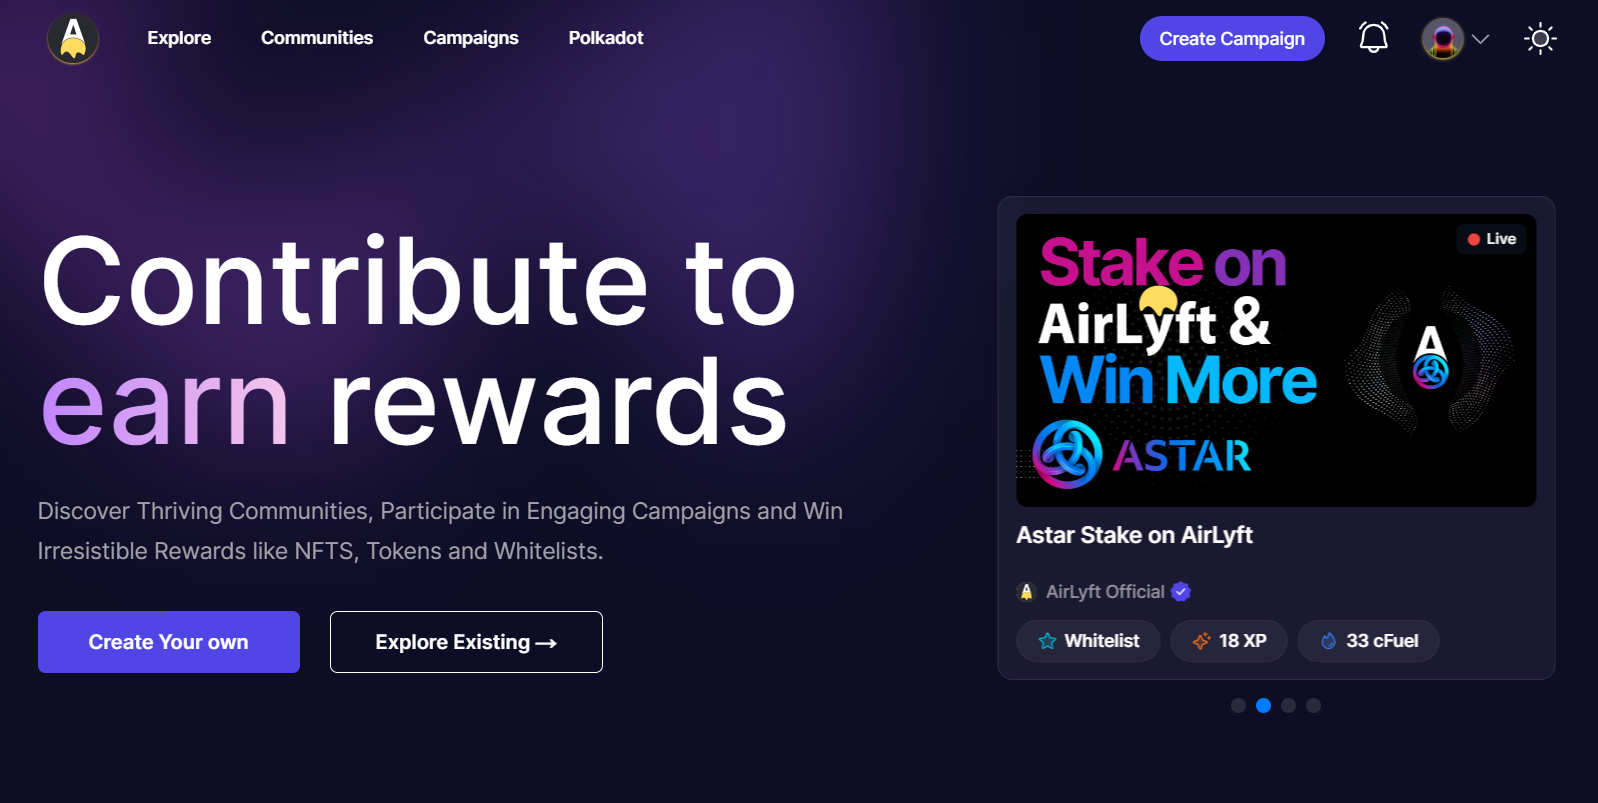 A
Explore
Communities
Campaigns
Polkadot
Create Campaign
Contribute to
earn rewards
Discover Thriving Communities, Participate in Engaging Campaigns and Win
Irresistible Rewards like NFTS, Tokens and Whitelists.
Create Your own
Explore Existing →
Live
Stake on
AirLyft &
Win More
ASTAR
A
Astar Stake on AirLyft
A
AirLyft Official
Whitelist
18 XP
33 cFuel